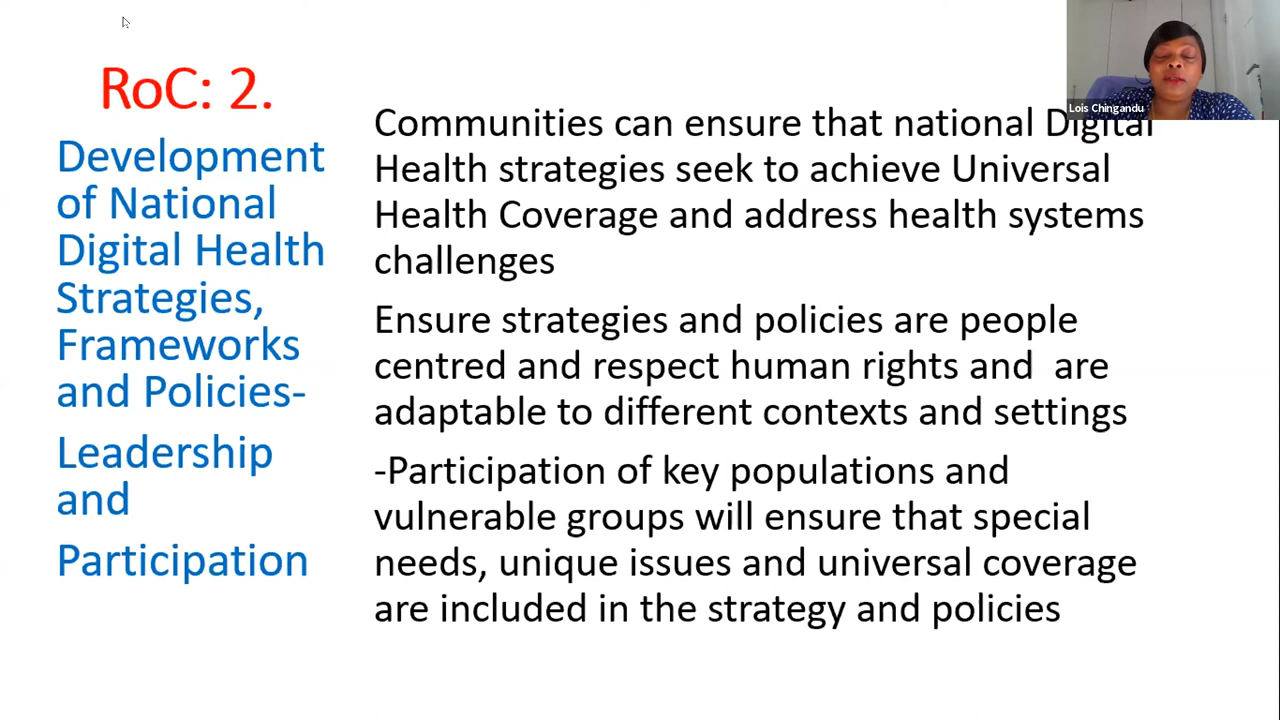 RoC: 2.
Development
of National
Digital Health
Strategies,
Frameworks
and Policies-
Leadership
and
Participation
Communities can ensure that national Digital
Health strategies seek to achieve Universal
Health Coverage and address health systems
challenges
Ensure strategies and policies are people
centred and respect human rights and  are
adaptable to different contexts and settings
-Participation of key populations and
vulnerable groups will ensure that special
needs, unique issues and universal coverage
are included in the strategy and policies
Lois Chingandu